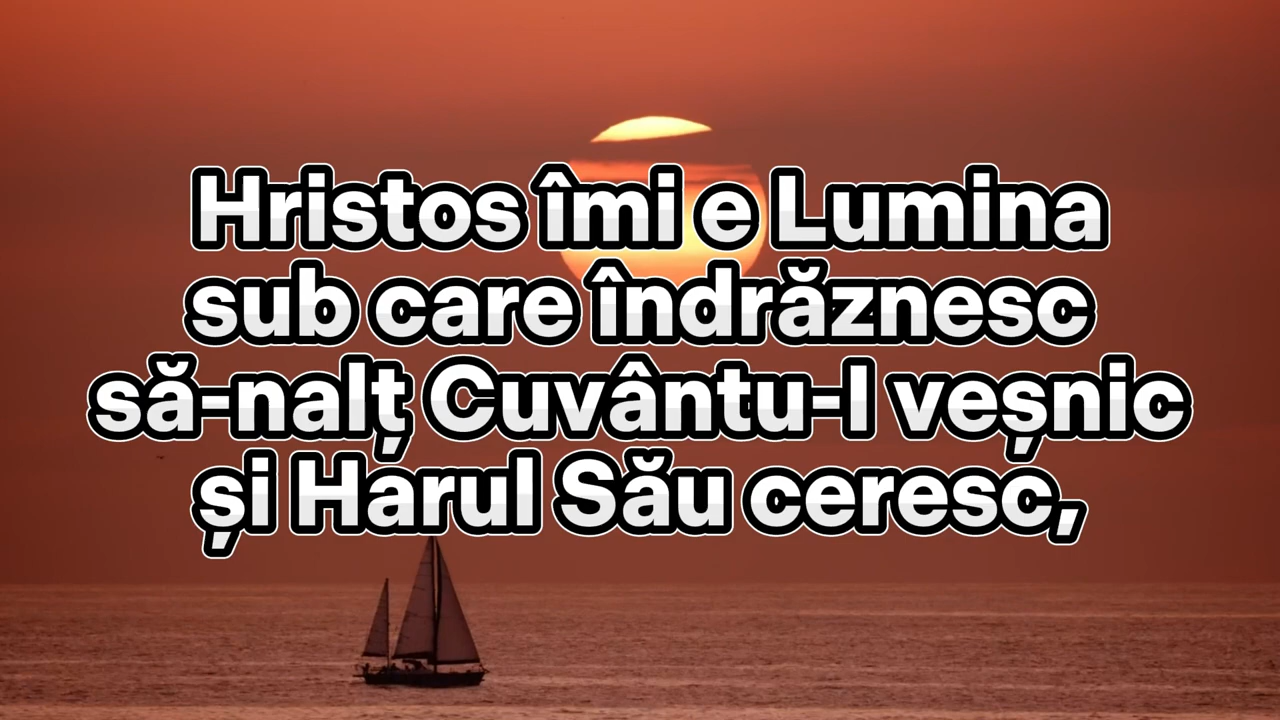 Hristos îmi e Lumina
sub care îndrăznesc
să-nalț Cuvântu-I veșnic
și Harul Său ceresc,